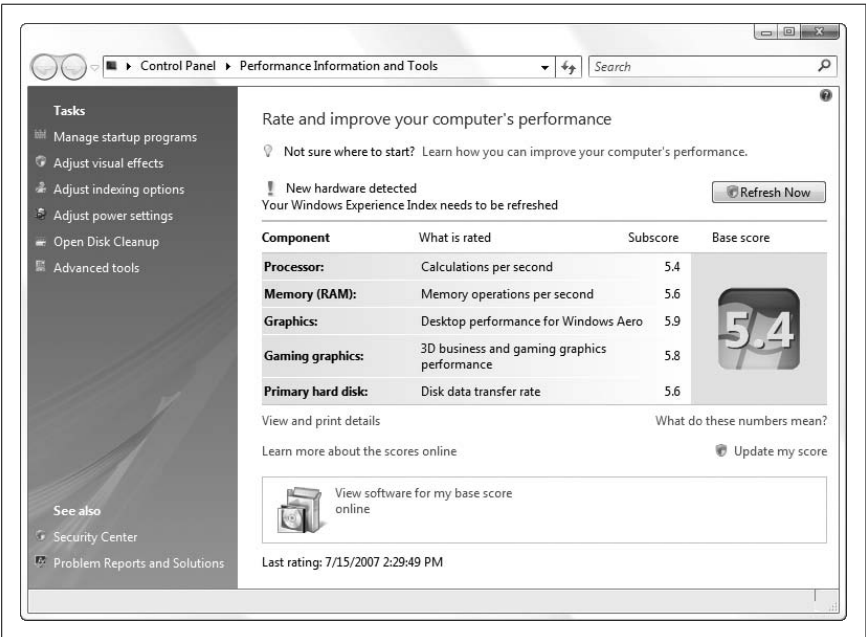 Control Panel
Performance Information and Tools
Search
Tasks
Manage startup programs
Adjust visual effects
Adjust indexing options
Adjust power settings
Open Disk Cleanup
Advanced tools
See also
Security Center
Problem Reports and Solutions
Rate and improve your computer's performance
Not sure where to start? Learn how you can improve your computer's performance.
New hardware detected
Your Windows Experience Index needs to be refreshed
Refresh Now
Component What is rated Subscore Base score
Processor: Calculations per second 5.4
Memory (RAM): Memory operations per second 5.6
Graphics: Desktop performance for Windows Aero 5.9
Gaming graphics: 3D business and gaming graphics
performance 5.8
Primary hard disk: Disk data transfer rate 5.6
5.4
View and print details What do these numbers mean?
Learn more about the scores online Update my score
View software for my base score
online
Last rating: 7/15/2007 2:29:49 PM